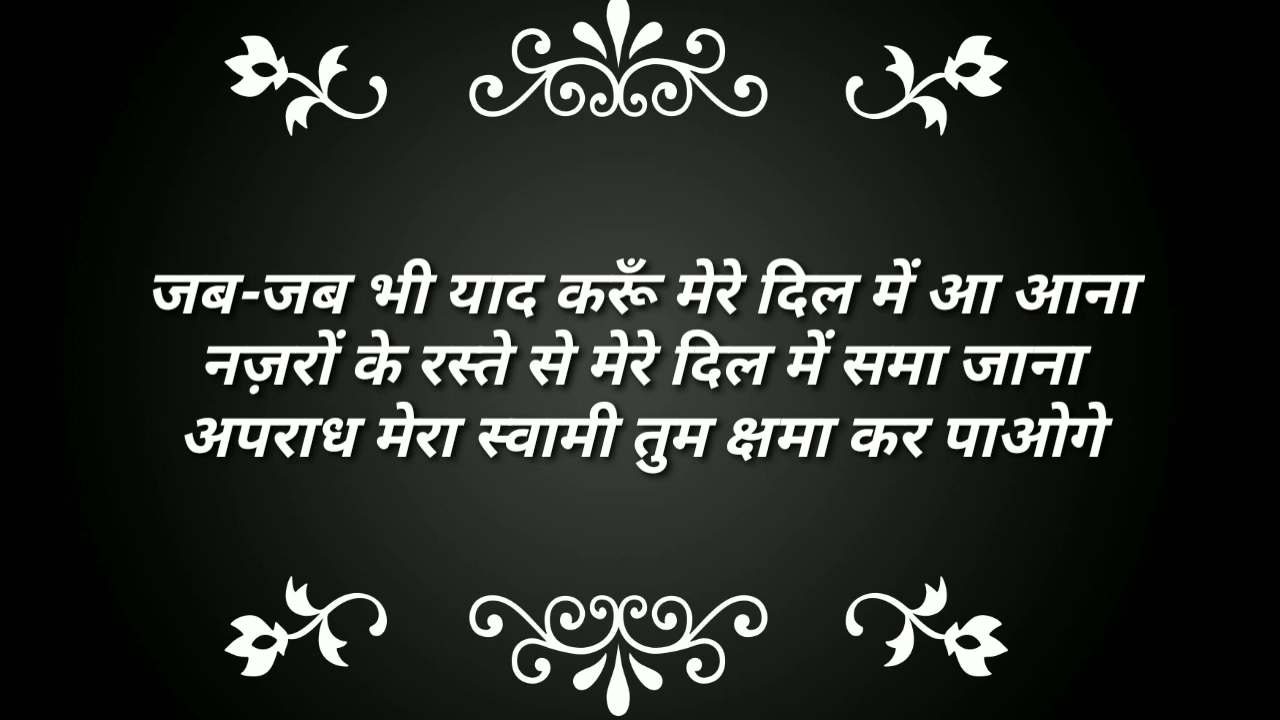 जब-जब भी याद करूँ मेरे दिल में आ आना
नज़रों के रस्ते से मेरे दिल में समा जाना
अपराध मेरा स्वामी तुम क्षमा कर पाओगे